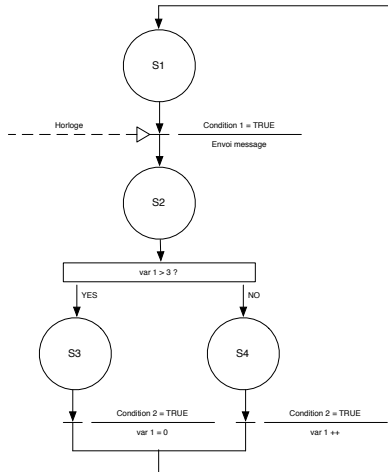 S1
Horloge
Condition 1 = TRUE
Envoi message
S2
var 1 > 3 ?
YES
NO
S3
S4
Condition 2 = TRUE
var 1 = 0
Condition 2 = TRUE
var 1 ++